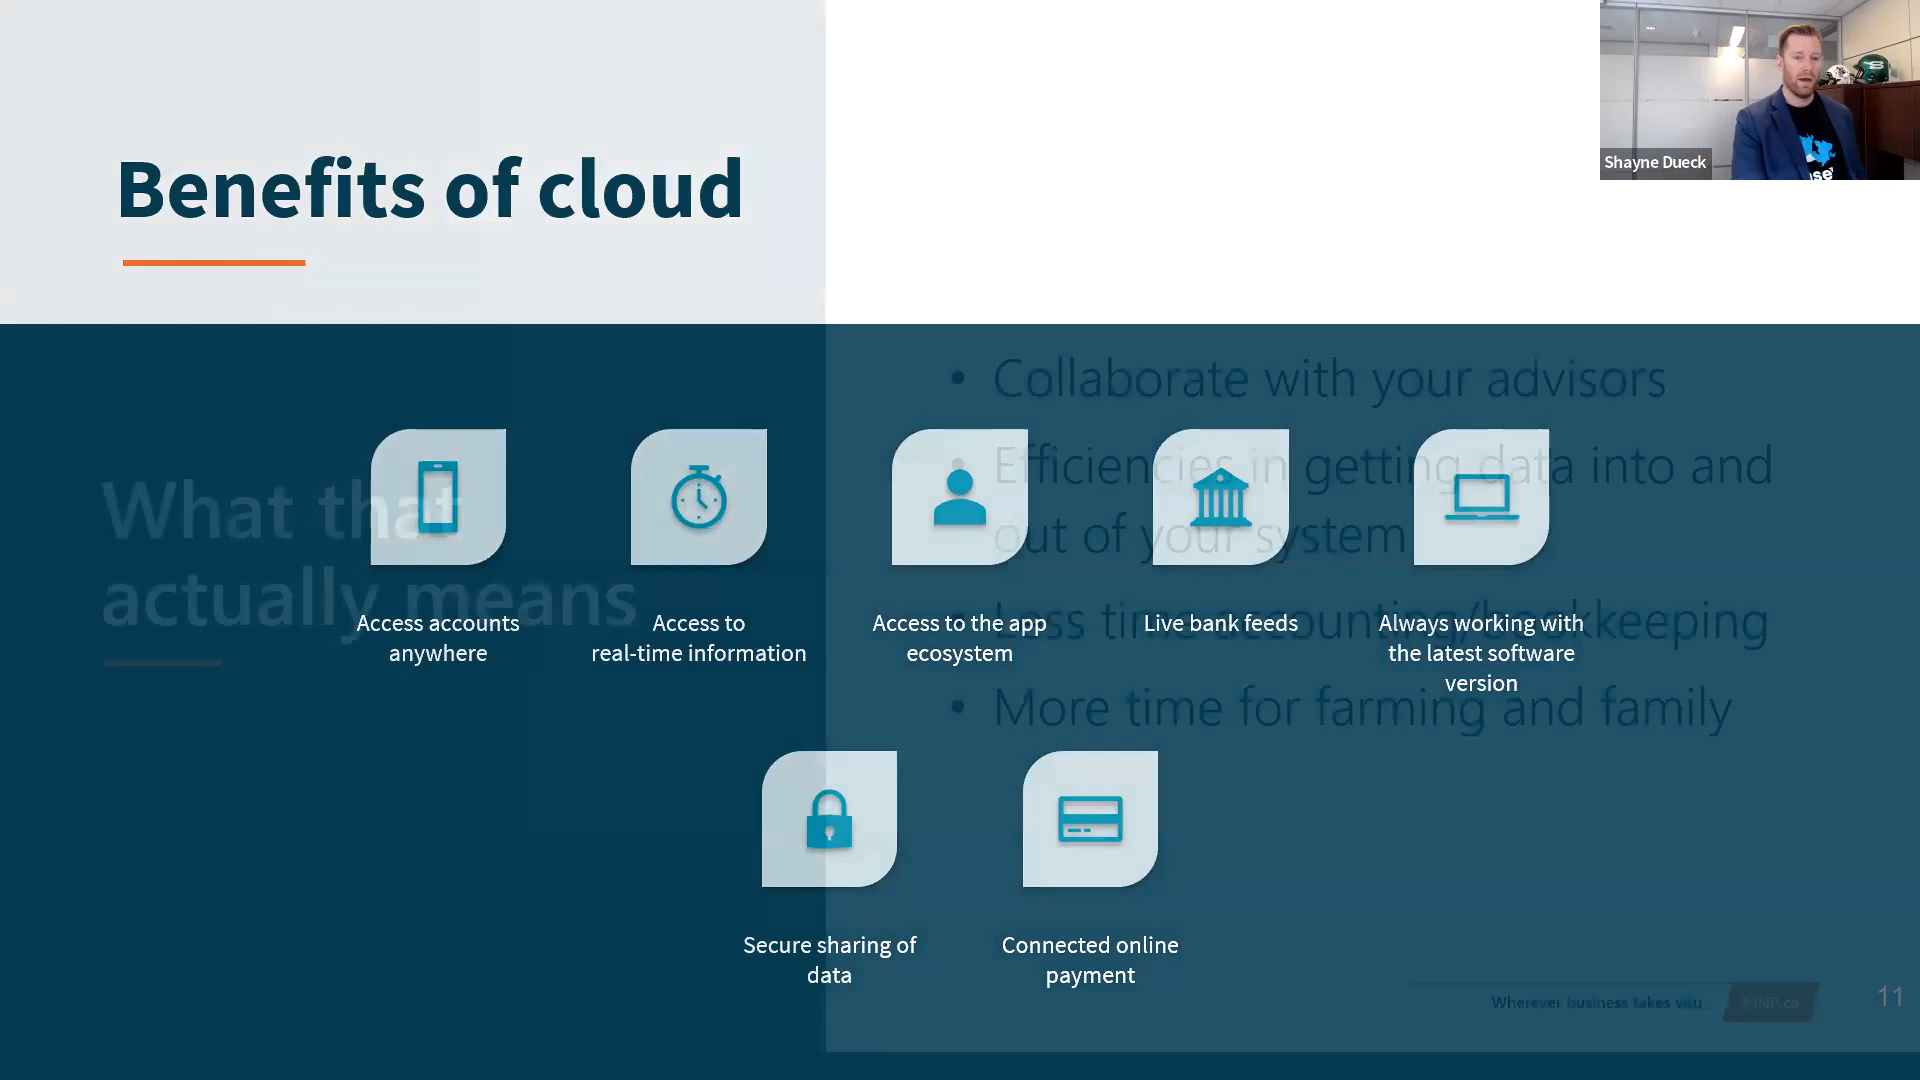 Benefits of cloud
Shayne Dueck
What that
actually means
• Collaborate with your advisors
• Efficiencies in getting data into and
out of your system
• Less time accounting/bookkeeping
• More time for farming and family
Access accounts
anywhere
Access to
real-time information
Access to the app
ecosystem
Live bank feeds
Always working with
the latest software
version
Secure sharing of
data
Connected online
payment
Wherever business takes you
MNP.ca
11